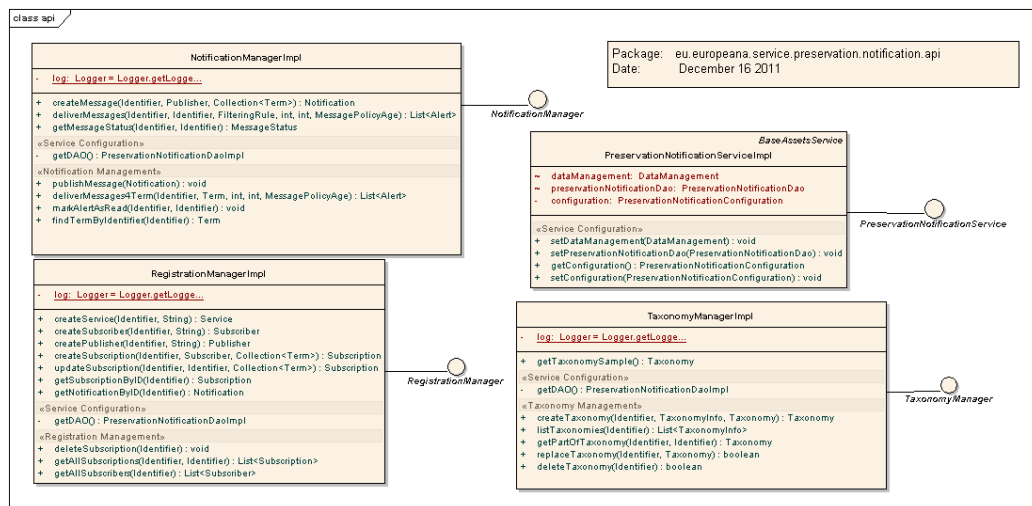 class api
NotificationManagerImpl
- log: Logger = Logger.getLogge...
+ createMessage(Identifier, Publisher, Collection<Term>) : Notification
+ deliverMessages(Identifier, Identifier, FilteringRule, int, int, MessagePolicyAge) : List<Alert>
+ getMessageStatus(Identifier, Identifier) : MessageStatus
«Service Configuration»
- getDAO() : PreservationNotificationDaoImpl
«Notification Management»
+ publishMessage(Notification) : void
+ deliverMessages4Term(Identifier, Term, int, int, MessagePolicyAge) : List<Alert>
+ markAlertAsRead(Identifier, Identifier) : void
+ findTermByIdentifier(Identifier) : Term
NotificationManager
Package: eu.europeana.service.preservation.notification.api
Date: December 16 2011
BaseAssetsService
PreservationNotificationServiceImpl
~ dataManagement: DataManagement
~ preservationNotificationDao: PreservationNotificationDao
- configuration: PreservationNotificationConfiguration
«Service Configuration»
+ setDataManagement(DataManagement) : void
+ setPreservationNotificationDao(PreservationNotificationDao) : void
+ getConfiguration() : PreservationNotificationConfiguration
+ setConfiguration(PreservationNotificationConfiguration) : void
PreservationNotificationService
RegistrationManagerImpl
- log: Logger = Logger.getLogge...
+ createService(Identifier, String) : Service
+ createSubscriber(Identifier, String) : Subscriber
+ createPublisher(Identifier, String) : Publisher
+ createSubscription(Identifier, Subscriber, Collection<Term>) : Subscription
+ updateSubscription(Identifier, Identifier, Collection<Term>) : Subscription
+ getSubscriptionByID(Identifier) : Subscription
+ getNotificationByID(Identifier) : Notification
«Service Configuration»
- getDAO() : PreservationNotificationDaoImpl
«Registration Management»
+ deleteSubscription(Identifier) : void
+ getAllSubscriptions(Identifier, Identifier) : List<Subscription>
+ getAllSubscribers(Identifier) : List<Subscriber>
RegistrationManager
TaxonomyManagerImpl
- log: Logger = Logger.getLogge...
+ getTaxonomySample() : Taxonomy
«Service Configuration»
- getDAO() : PreservationNotificationDaoImpl
«Taxonomy Management»
+ createTaxonomy(Identifier, TaxonomyInfo, Taxonomy) : Taxonomy
+ listTaxonomies(Identifier) : List<TaxonomyInfo>
+ getPartOfTaxonomy(Identifier, Identifier) : Taxonomy
+ replaceTaxonomy(Identifier, Taxonomy) : boolean
+ deleteTaxonomy(Identifier) : boolean
TaxonomyManager